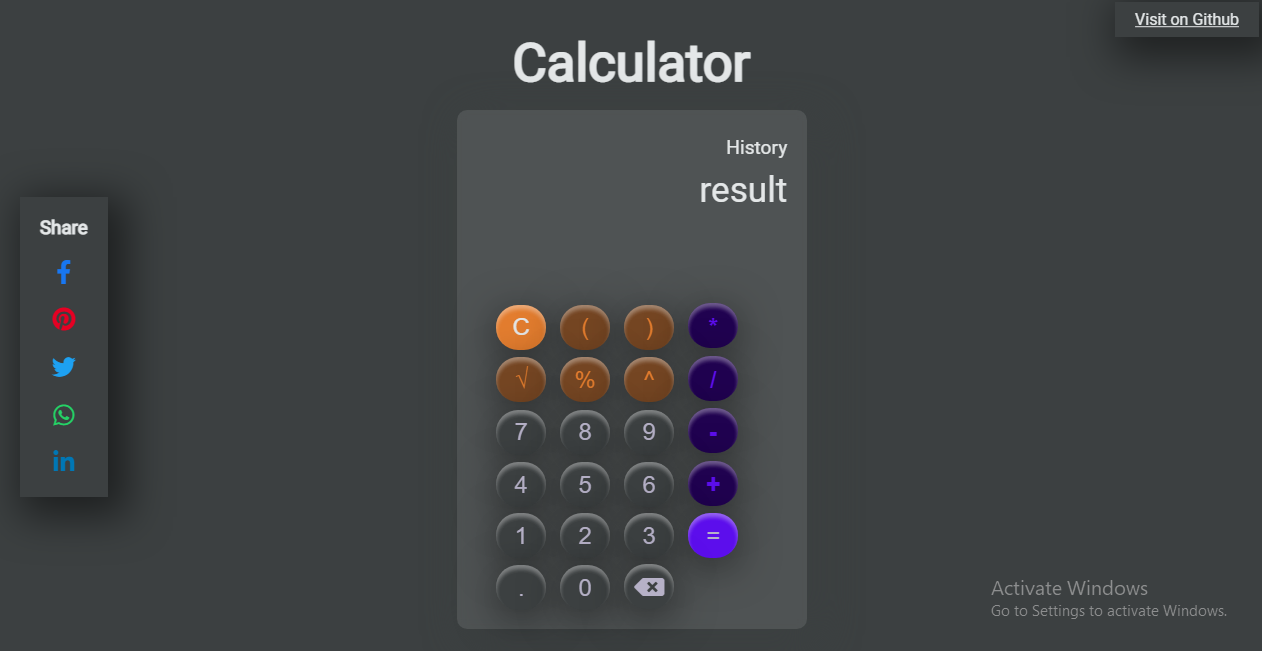 Visit on Github
Calculator
History
result
Share
C ( ) *
√ % ^ /
7 8 9 -
4 5 6 +
1 2 3 =
. 0
Activate Windows
Go to Settings to activate Windows.